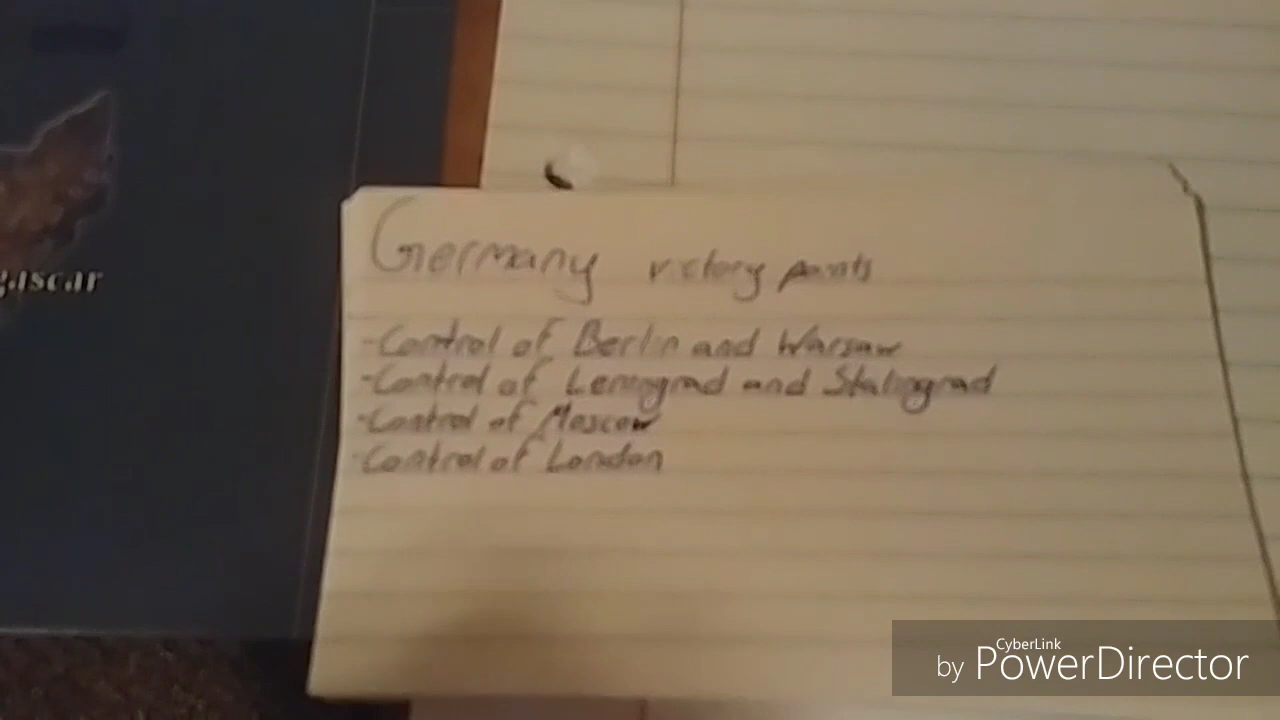 gascar
Germany victory points
-Control of Berlin and Warsaw
-Control of Leningrad and Stalingrad
-Control of Moscow
-Control of London
CyberLink
by PowerDirector